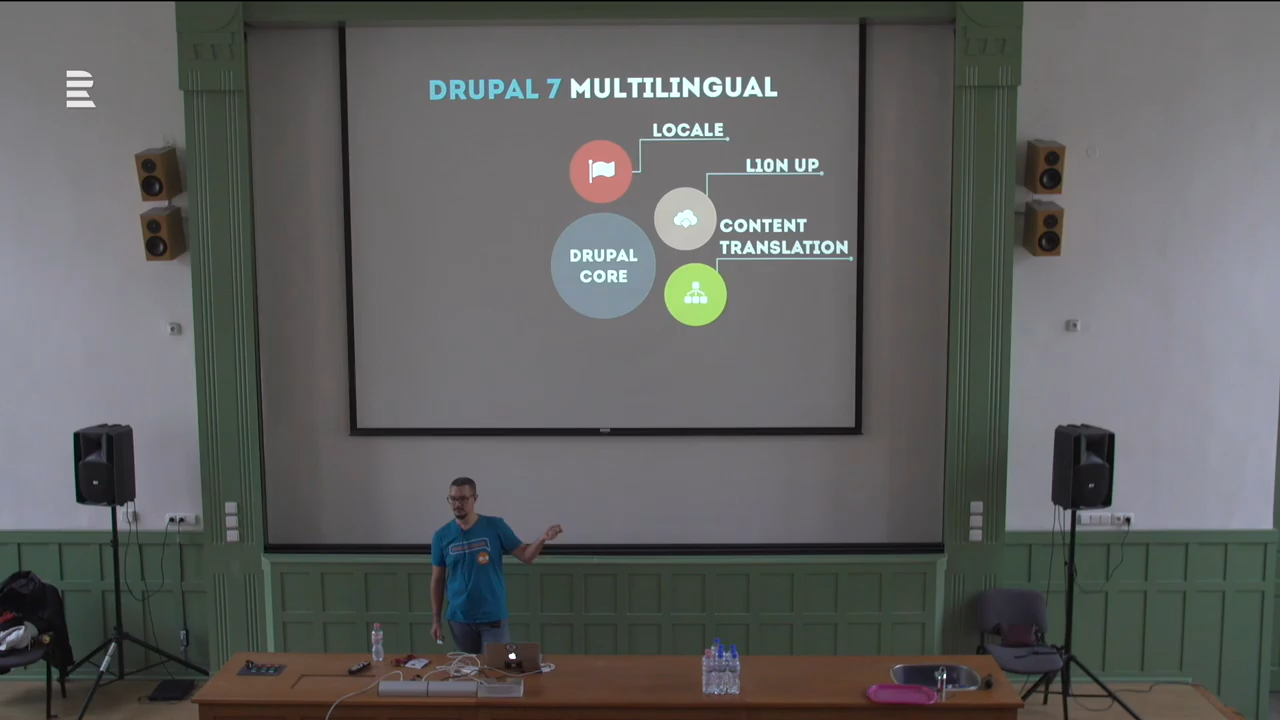 DRUPAL 7 MULTILINGUAL
LOCALE
L10N UP
CONTENT
TRANSLATION
DRUPAL
CORE